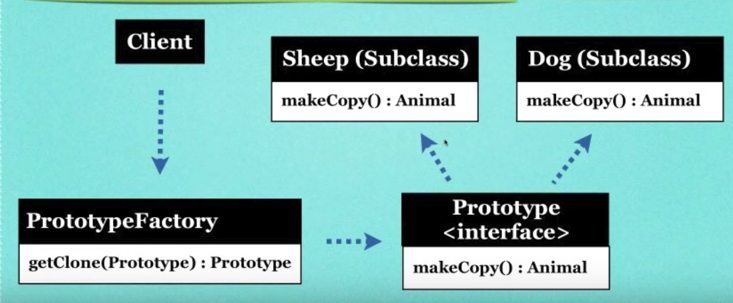 Client
Sheep (Subclass)
makeCopy() : Animal
Dog (Subclass)
makeCopy() : Animal
PrototypeFactory
getClone(Prototype) : Prototype
Prototype
<interface>
makeCopy() : Animal